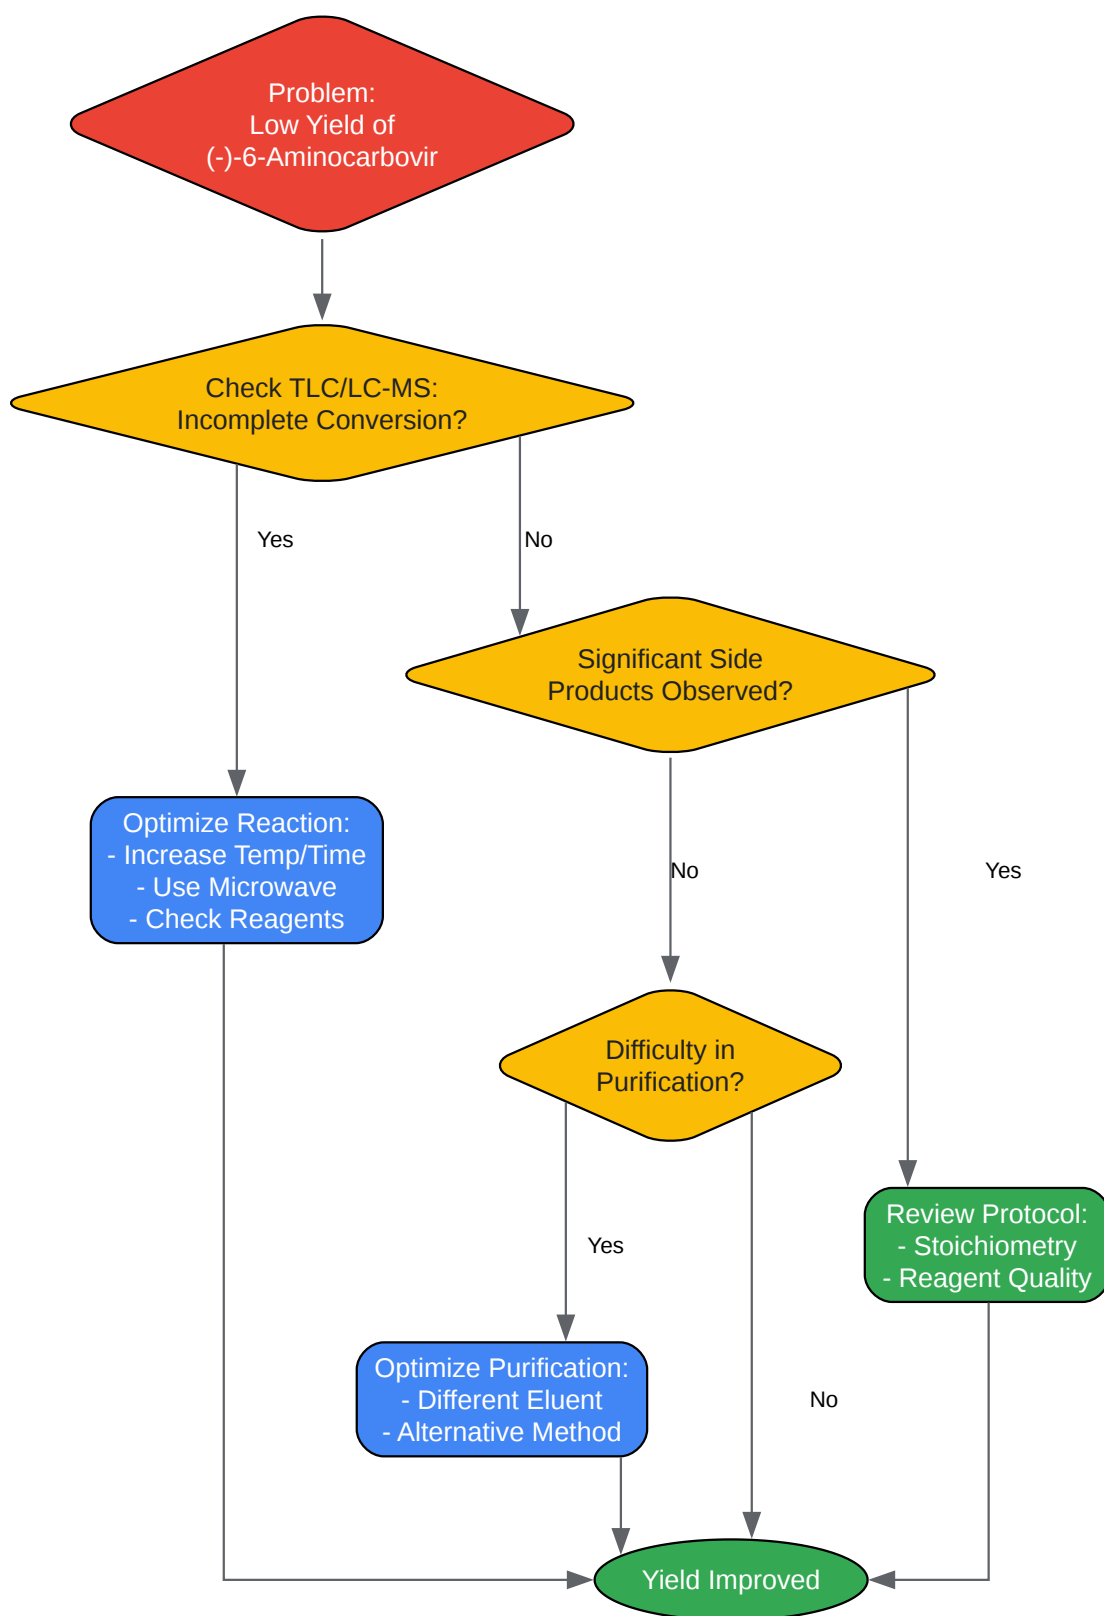 Problem:
Low Yield of
(-)-6-Aminocarbovir
Check TLC/LC-MS:
Incomplete Conversion?
Yes
No
Significant Side
Products Observed?
Optimize Reaction:
- Increase Temp/Time
- Use Microwave
- Check Reagents
No
Yes
Difficulty in
Purification?
Review Protocol:
- Stoichiometry
- Reagent Quality
Yes
Optimize Purification:
- Different Eluent
- Alternative Method
No
Yield Improved